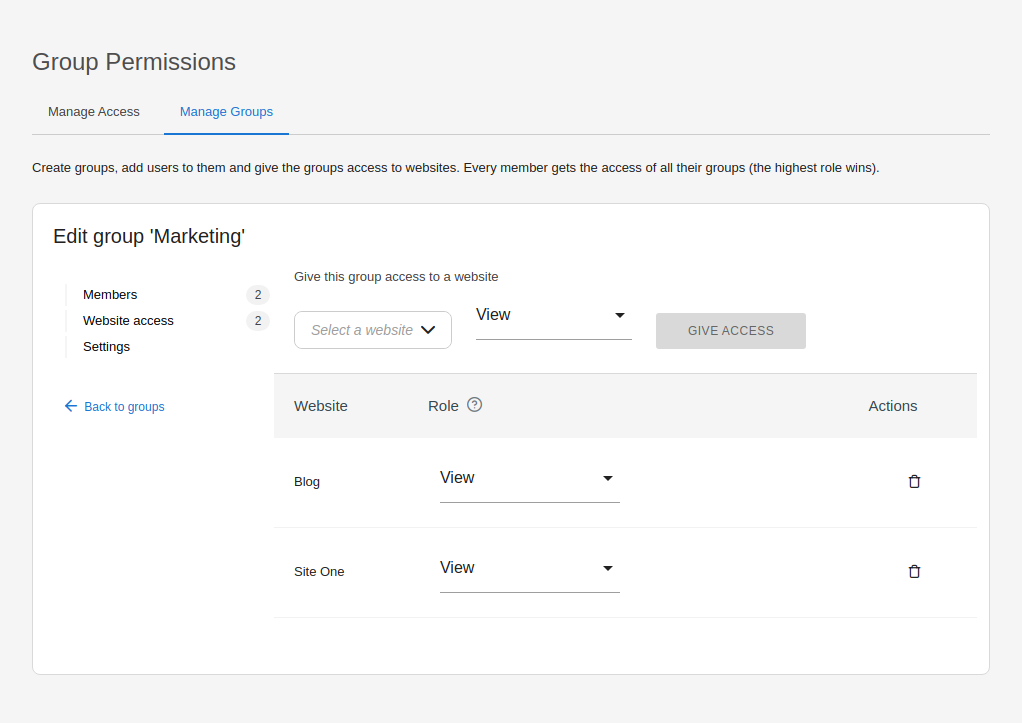 Group Permissions
Manage Access
Manage Groups
Create groups, add users to them and give the groups access to websites. Every member gets the access of all their groups (the highest role wins).
Edit group 'Marketing'
Members 2
Website access 2
Settings
Back to groups
Give this group access to a website
Select a website
View
GIVE ACCESS
Website Role ? Actions
Blog View
Site One View